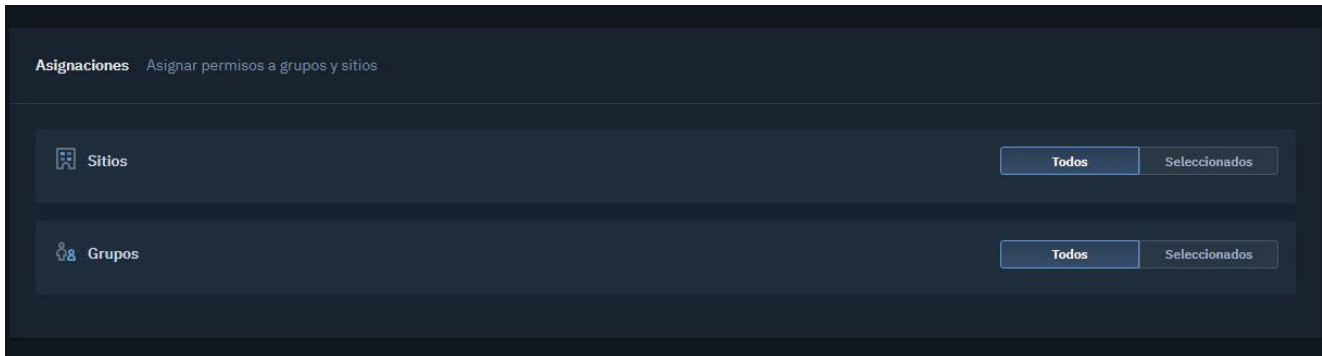 Asignaciones Asignar permisos a grupos y sitios
Sitios Todos Seleccionados
Grupos Todos Seleccionados